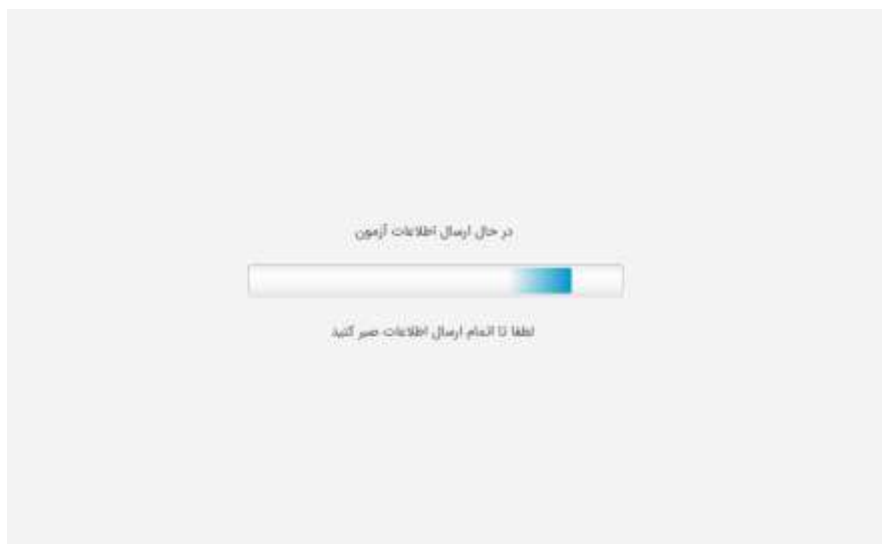 در حال ارسال اطلاعات آزمون
لطفا تا اتمام ارسال اطلاعات صبر کنید